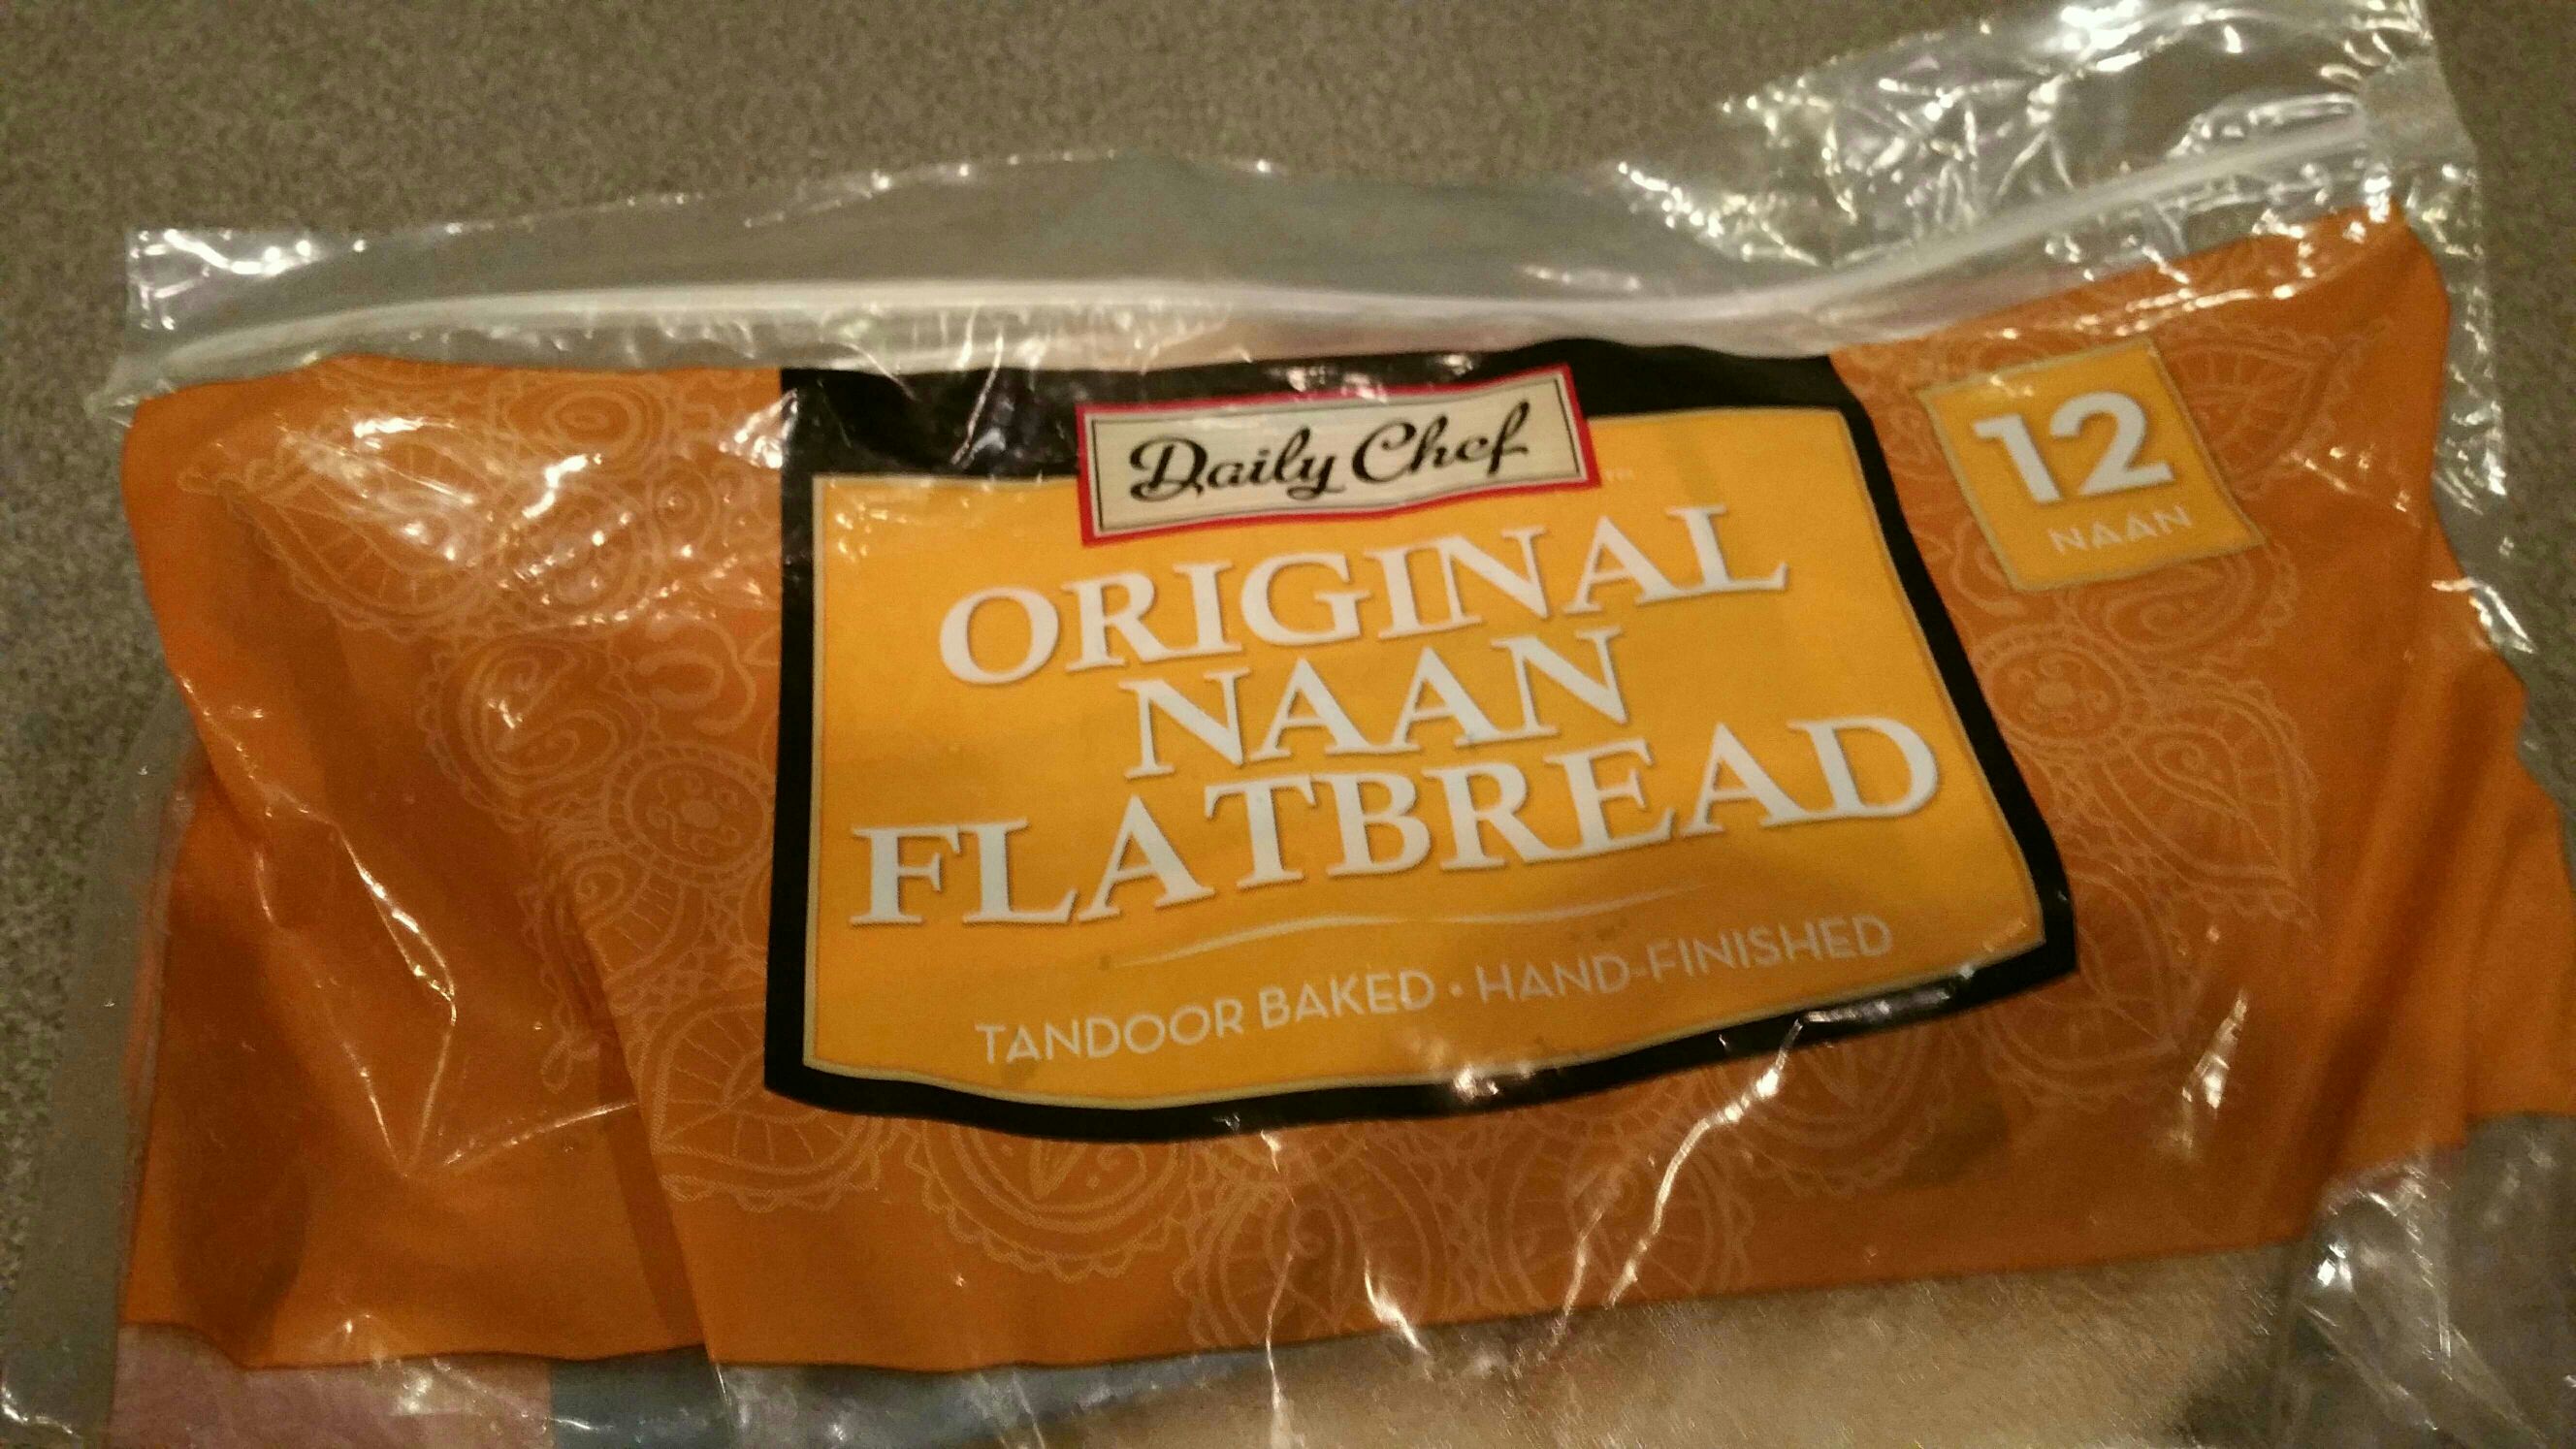 Daily Chef
ORIGINAL
NAAN
FLATBREAD
TANDOOR BAKED • HAND-FINISHED
12
NAAN